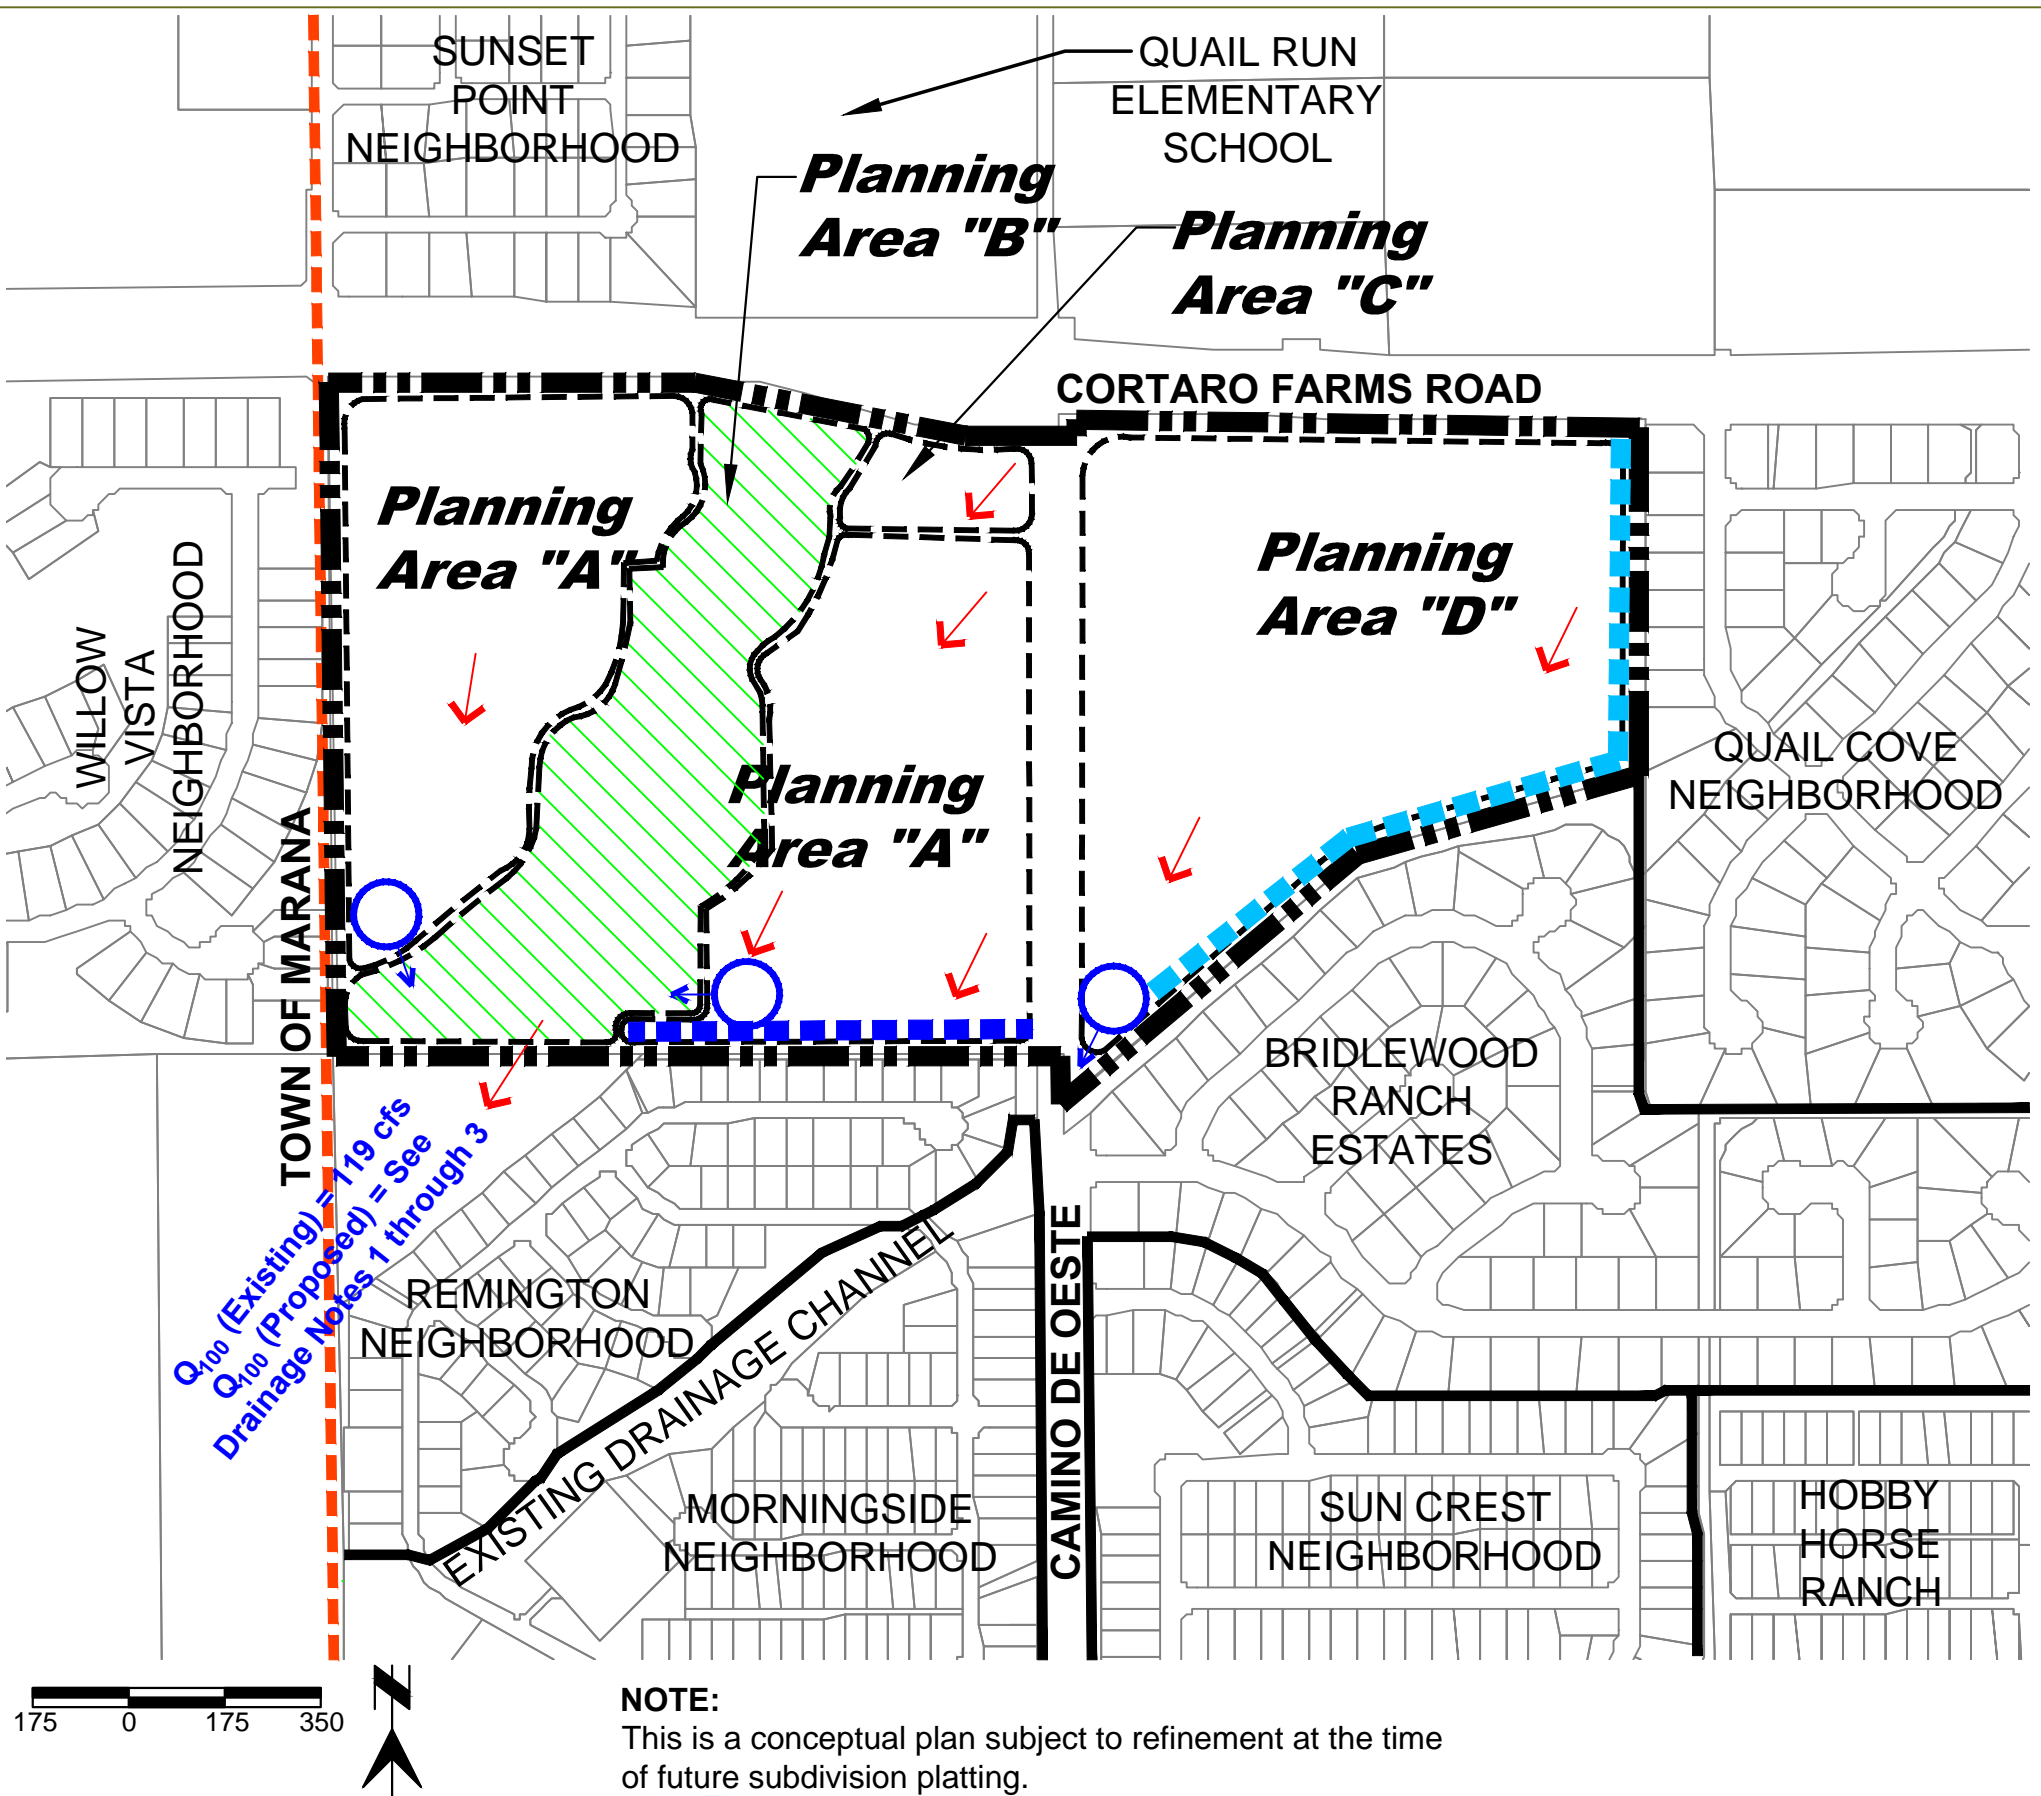 SUNSET
POINT
NEIGHBORHOOD
QUAIL RUN
ELEMENTARY
SCHOOL
Planning
Area "B"
Planning
Area "C"
CORTARO FARMS ROAD
Planning
Area "A"
Planning
Area "D"
WILLOW
VISTA
NEIGHBORHOOD
Planning
Area "A"
QUAIL COVE
NEIGHBORHOOD
TOWN OF MARANA
BRIDLEWOOD
RANCH
ESTATES
Q100 (Existing) = 119 cfs
Q100 (Proposed) = See
Drainage Notes 1 through 3
REMINGTON
NEIGHBORHOOD
EXISTING DRAINAGE CHANNEL
CAMINO DE OESTE
MORNINGSIDE
NEIGHBORHOOD
SUN CREST
NEIGHBORHOOD
HOBBY
HORSE
RANCH
175 0 175 350
N
NOTE:
This is a conceptual plan subject to refinement at the time
of future subdivision platting.